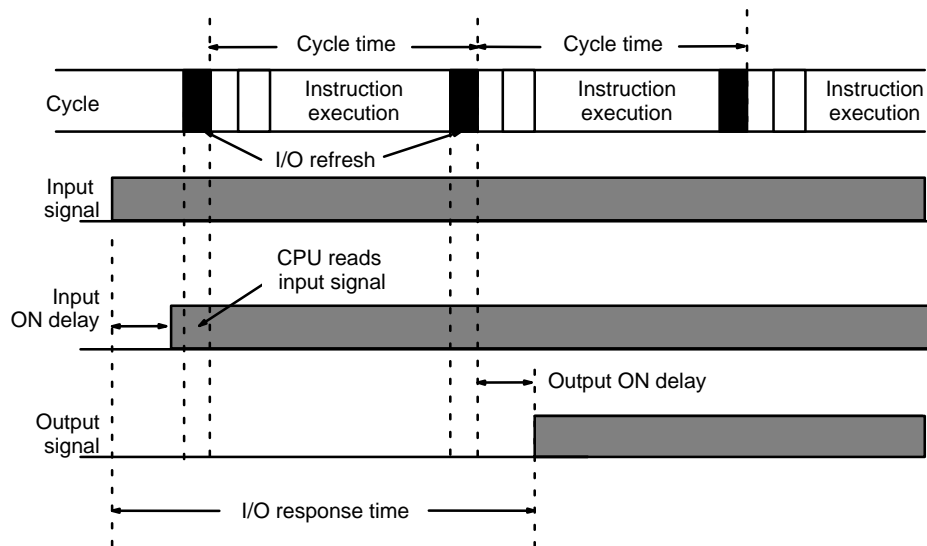 Cycle time
Cycle time
Cycle
Instruction
execution
Instruction
execution
Instruction
execution
I/O refresh
Input
signal
CPU reads
input signal
Input
ON delay
Output ON delay
Output
signal
I/O response time